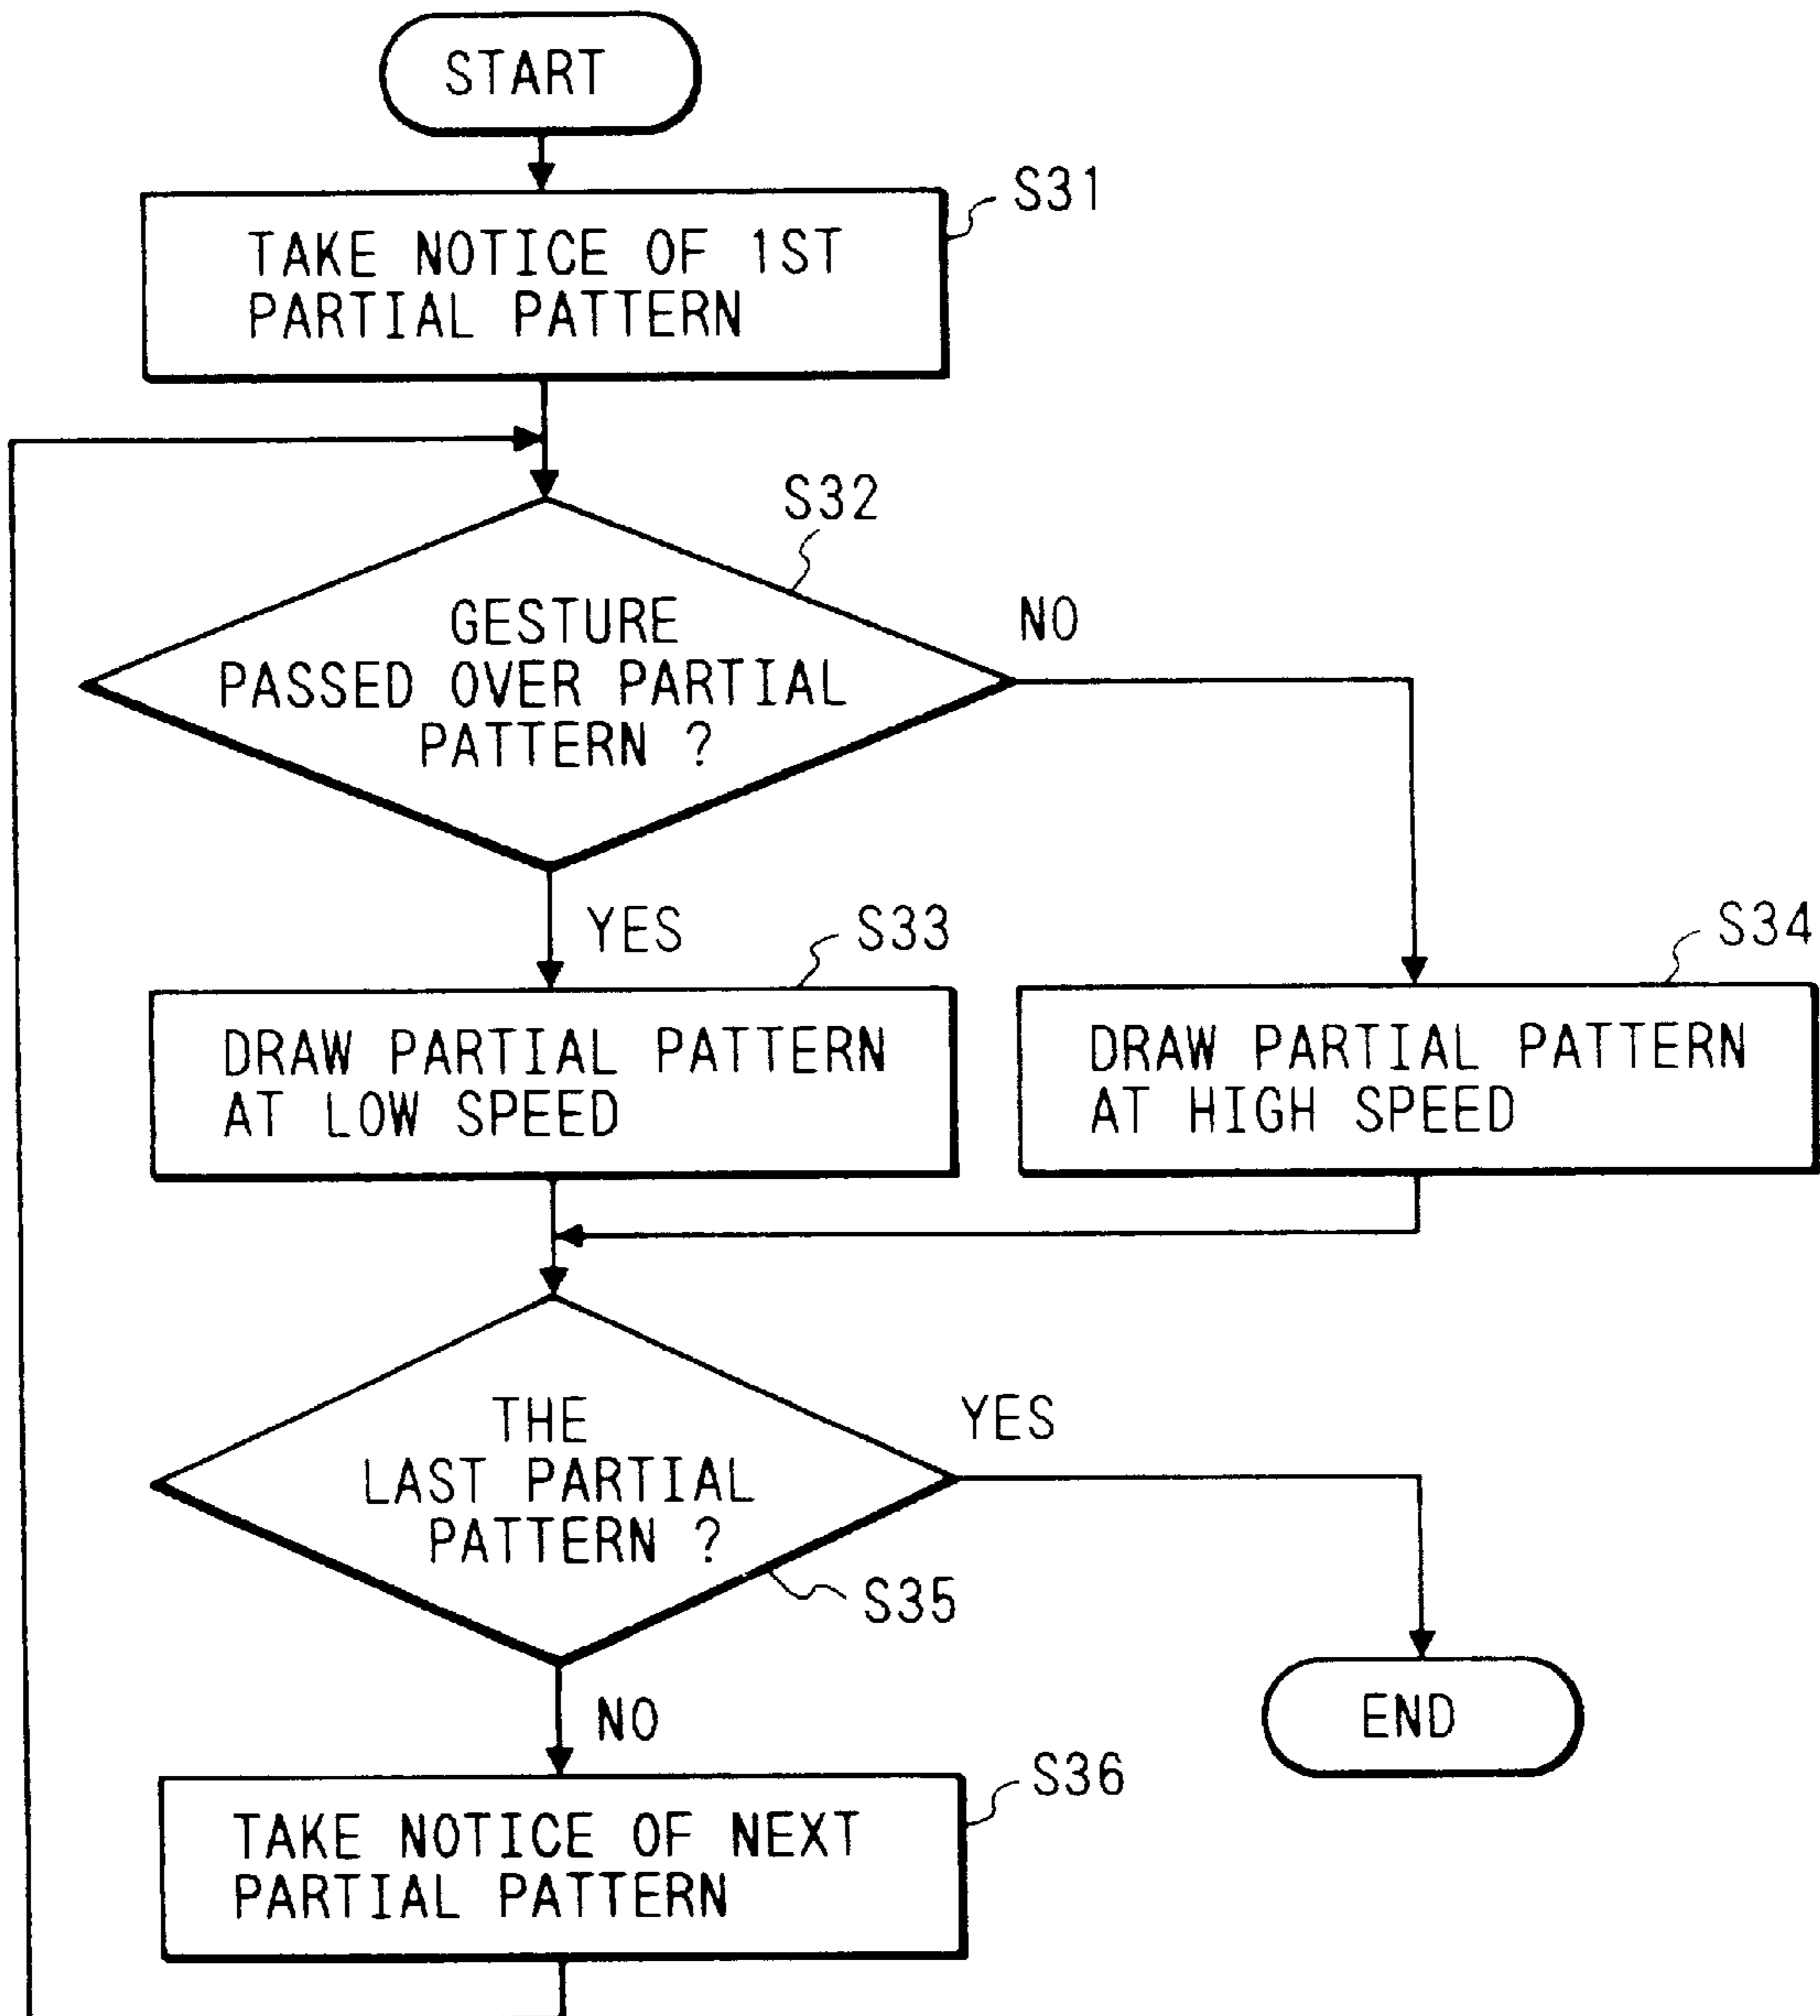 START
S31
TAKE NOTICE OF 1ST
PARTIAL PATTERN
S32
GESTURE
PASSED OVER PARTIAL
PATTERN ?
NO
YES
S33
S34
DRAW PARTIAL PATTERN
AT LOW SPEED
DRAW PARTIAL PATTERN
AT HIGH SPEED
THE
LAST PARTIAL
PATTERN ?
YES
S35
NO
END
S36
TAKE NOTICE OF NEXT
PARTIAL PATTERN